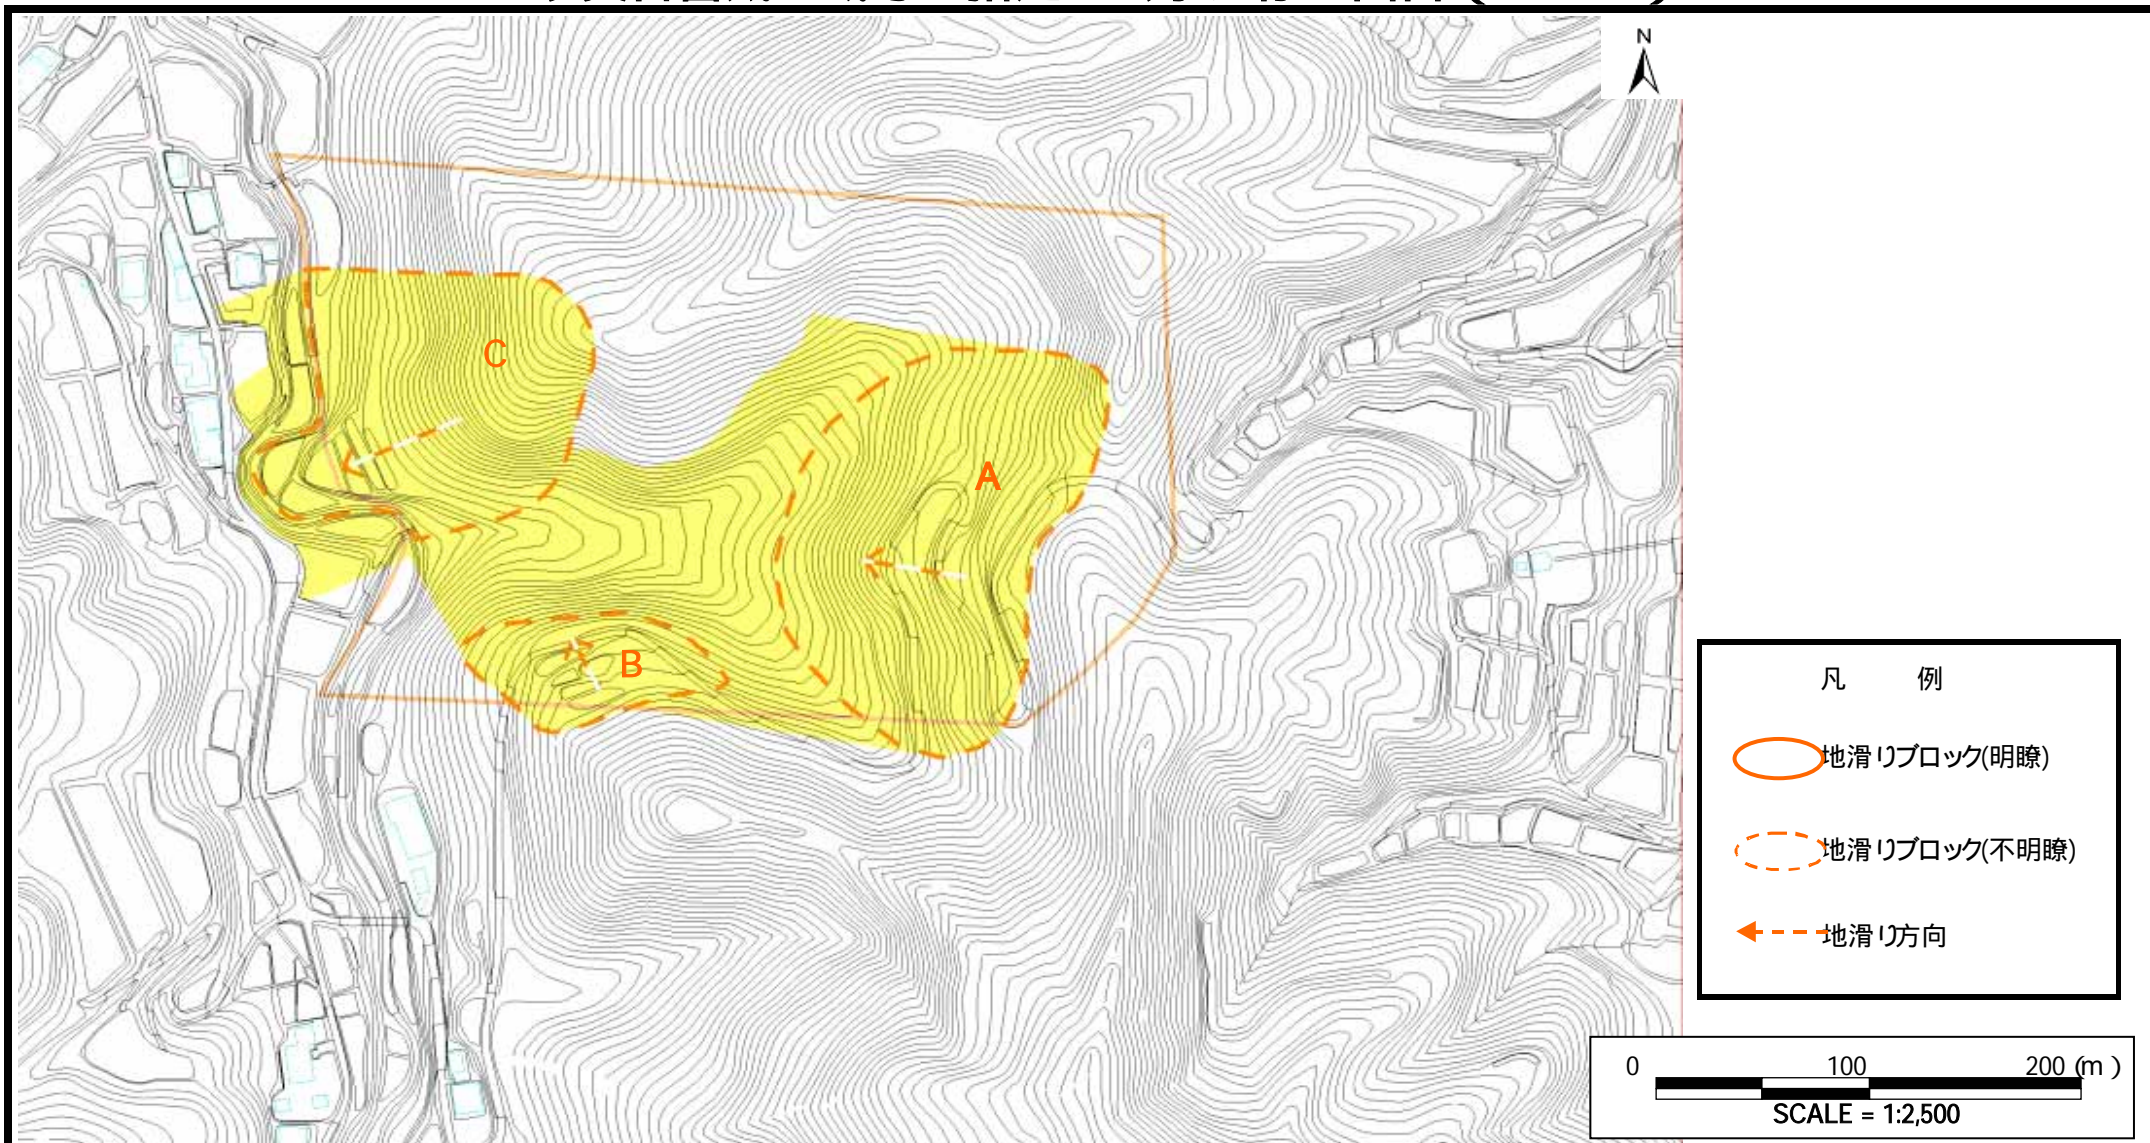 N
C
A
B
凡 例
地滑りブロック(明瞭)
地滑りブロック(不明瞭)
地滑り方向
0 100 200 (m)
SCALE = 1:2,500